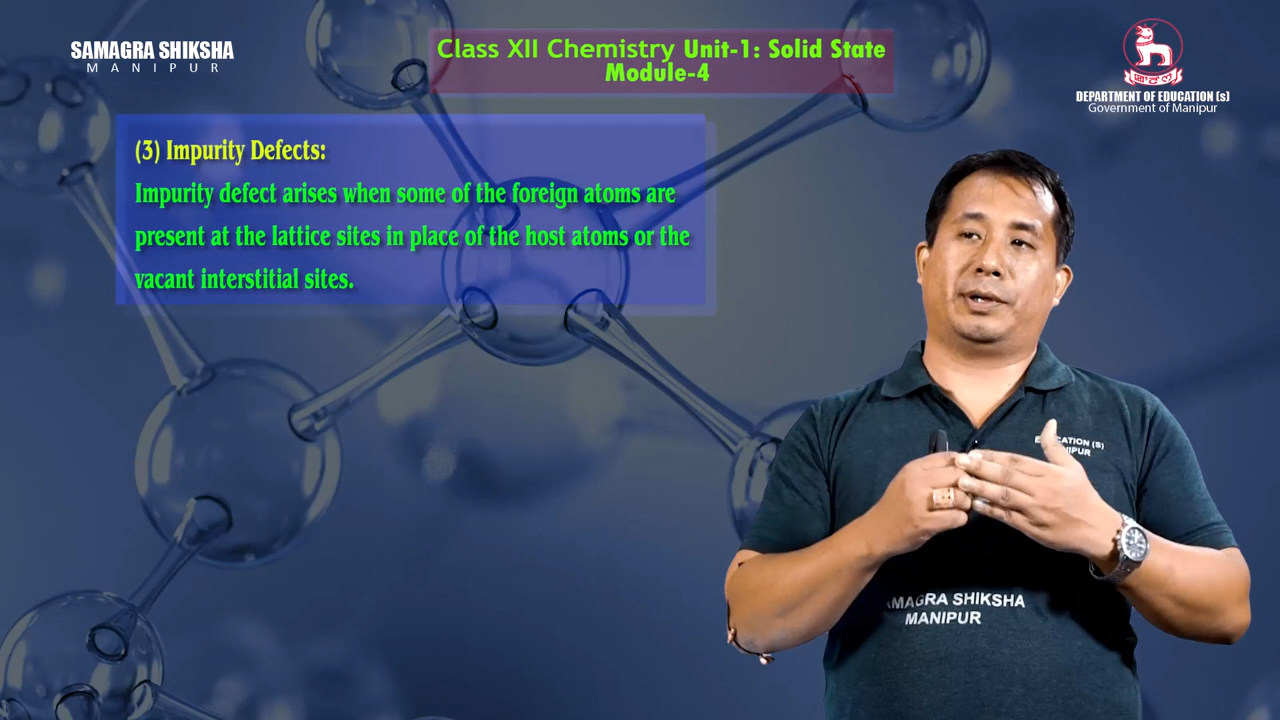 SAMAGRA SHIKSHA
MANIPUR
Class XII Chemistry Unit-1: Solid State
Module-4
DEPARTMENT OF EDUCATION (s)
Government of Manipur
(3) Impurity Defects:
Impurity defect arises when some of the foreign atoms are
present at the lattice sites in place of the host atoms or the
vacant interstitial sites.
(S)
SHIKSHA
MANIPUR